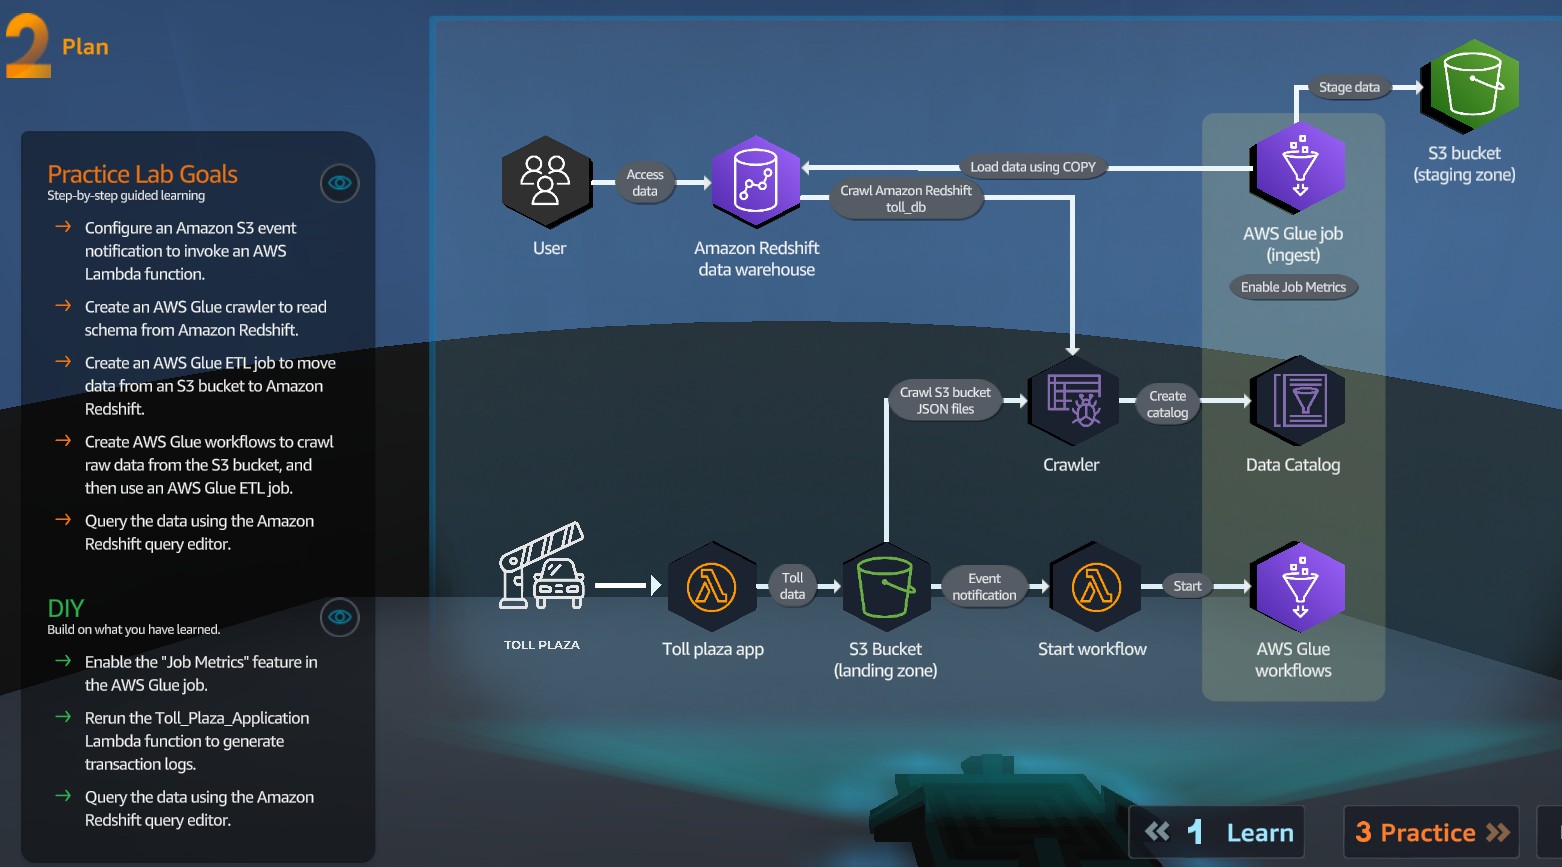 2 Plan
Practice Lab Goals
Step-by-step guided learning
→ Configure an Amazon S3 event
notification to invoke an AWS
Lambda function.
→ Create an AWS Glue crawler to read
schema from Amazon Redshift.
→ Create an AWS Glue ETL job to move
data from an S3 bucket to Amazon
Redshift.
→ Create AWS Glue workflows to crawl
raw data from the S3 bucket, and
then use an AWS Glue ETL job.
→ Query the data using the Amazon
Redshift query editor.
DIY
Build on what you have learned.
→ Enable the "Job Metrics" feature in
the AWS Glue job.
→ Rerun the Toll_Plaza_Application
Lambda function to generate
transaction logs.
→ Query the data using the Amazon
Redshift query editor.
Stage data
S3 bucket
(staging zone)
Access
data
Load data using COPY
Crawl Amazon Redshift
toll_db
User
Amazon Redshift
data warehouse
AWS Glue job
(ingest)
Enable Job Metrics
Crawl S3 bucket
JSON files
Create
catalog
Crawler
Data Catalog
Toll
data
Event
notification
Start
TOLL PLAZA
Toll plaza app
S3 Bucket
(landing zone)
Start workflow
AWS Glue
workflows
« 1 Learn
3 Practice »